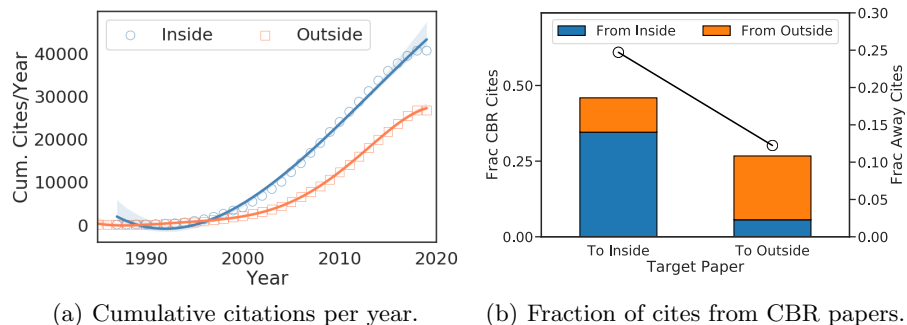 Inside Outside
40000
30000
20000
10000
0
Cum. Cites/Year
1990 2000 2010 2020
Year
(a) Cumulative citations per year.
From Inside From Outside
0.50
0.25
0.00
Frac CBR Cites
0.30
0.25
0.20
0.15
0.10
0.05
0.00
Frac Away Cites
To Inside To Outside
Target Paper
(b) Fraction of cites from CBR papers.